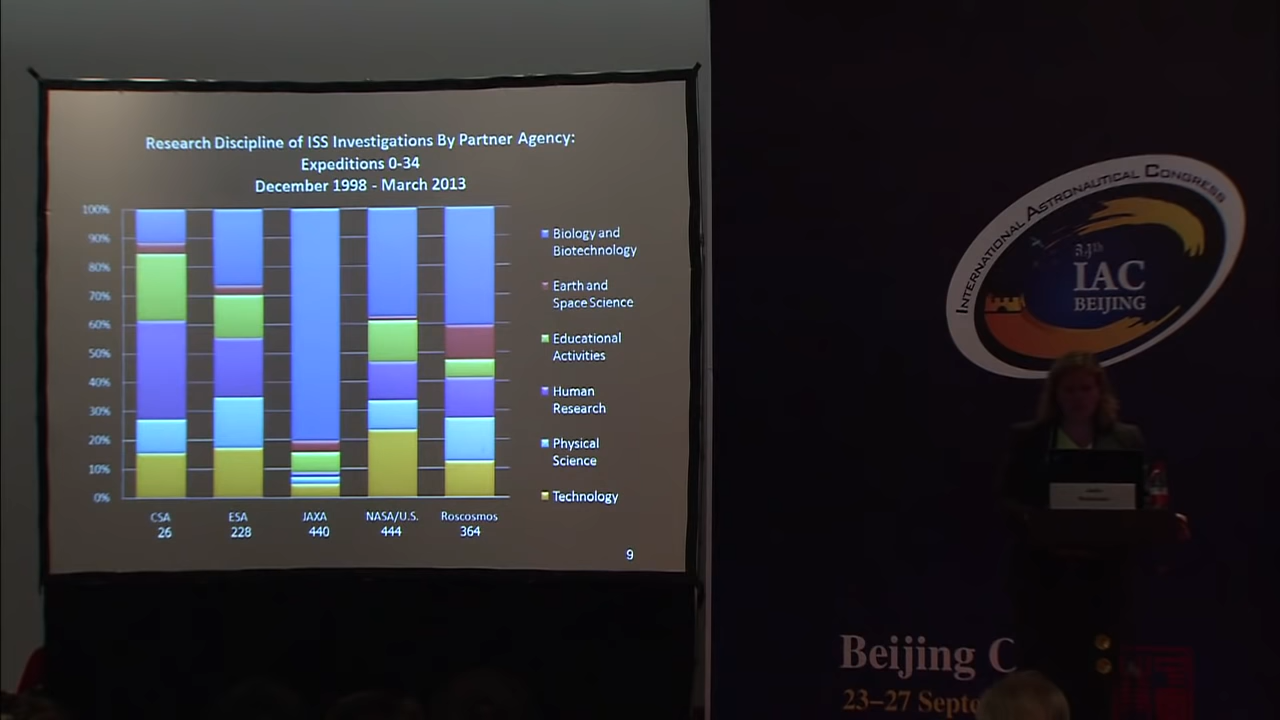 Research Discipline of ISS Investigations By Partner Agency:
Expeditions 0-34
December 1998 - March 2013
100%
90%
80%
70%
60%
50%
40%
30%
20%
10%
0%
CSA
26
ESA
228
JAXA
440
NASA/U.S.
444
Roscosmos
364
Biology and
Biotechnology
Earth and
Space Science
Educational
Activities
Human
Research
Physical
Science
Technology
9
INTERNATIONAL ASTRONAUTICAL CONGRESS
IAC
BEIJING
Beijing C
23-27 Septe